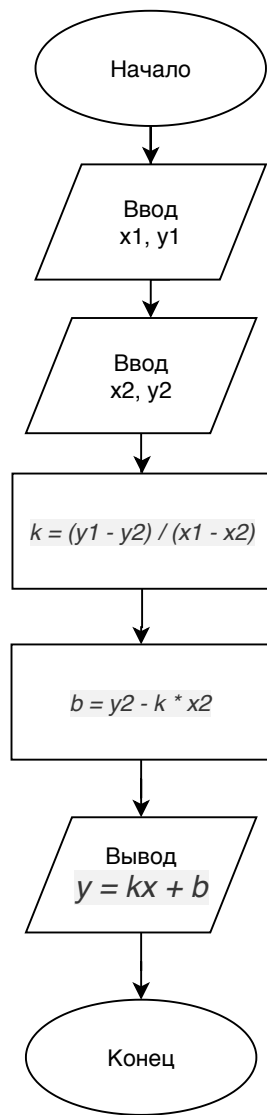 Начало
Ввод
x1, y1
Ввод
x2, y2
k = (y1 - y2) / (x1 - x2)
b = y2 - k * x2
Вывод
y = kx + b
Конец